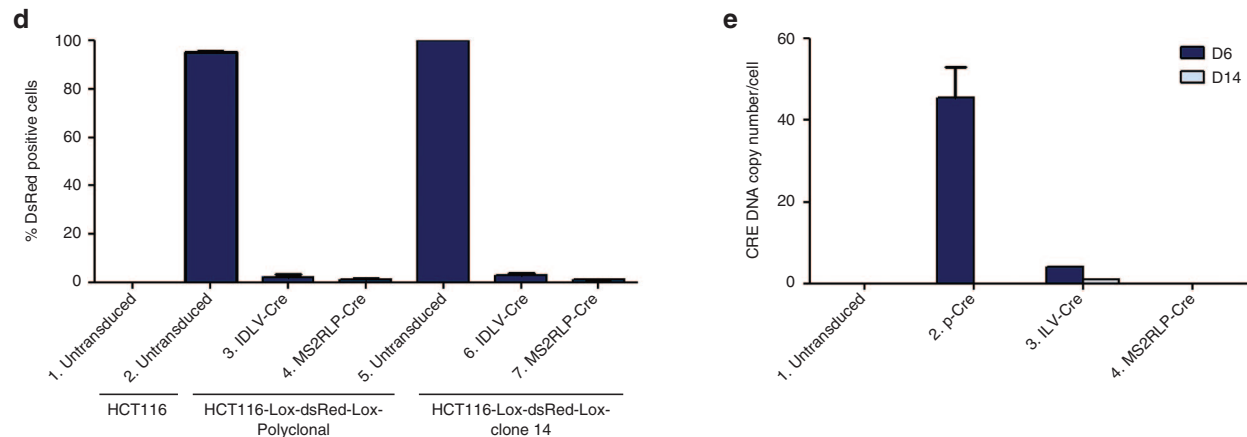 d
100
80
60
40
20
0
% DsRed positive cells
1. Untransduced
2. Untransduced
3. IDLV-Cre
4. MS2RLP-Cre
5. Untransduced
6. IDLV-Cre
7. MS2RLP-Cre
HCT116
HCT116-Lox-dsRed-Lox-
Polyclonal
HCT116-Lox-dsRed-Lox-
clone 14
e
60
40
20
0
CRE DNA copy number/cell
D6
D14
1. Untransduced
2. p-Cre
3. ILV-Cre
4. MS2RLP-Cre